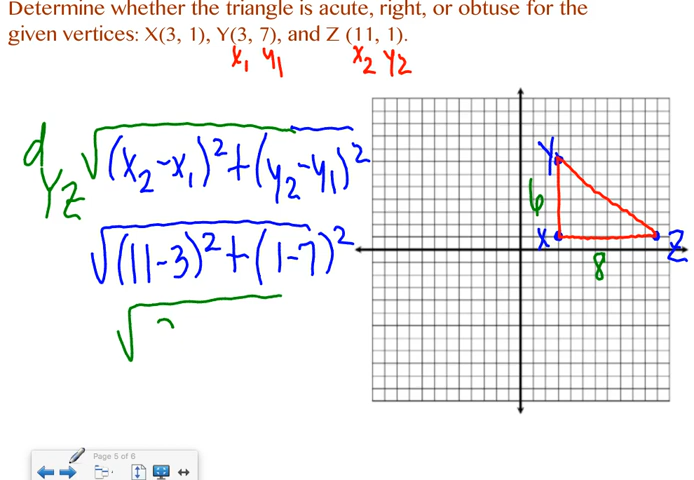 Determine whether the triangle is acute, right, or obtuse for the
given vertices: X(3, 1), Y(3, 7), and Z (11, 1).
x₁ y₁ x₂ y₂
d YZ √(x₂-x₁)²+(y₂-y₁)²
√(11-3)²+(1-7)²
√
Y
6
X
Z
8
Page 5 of 6